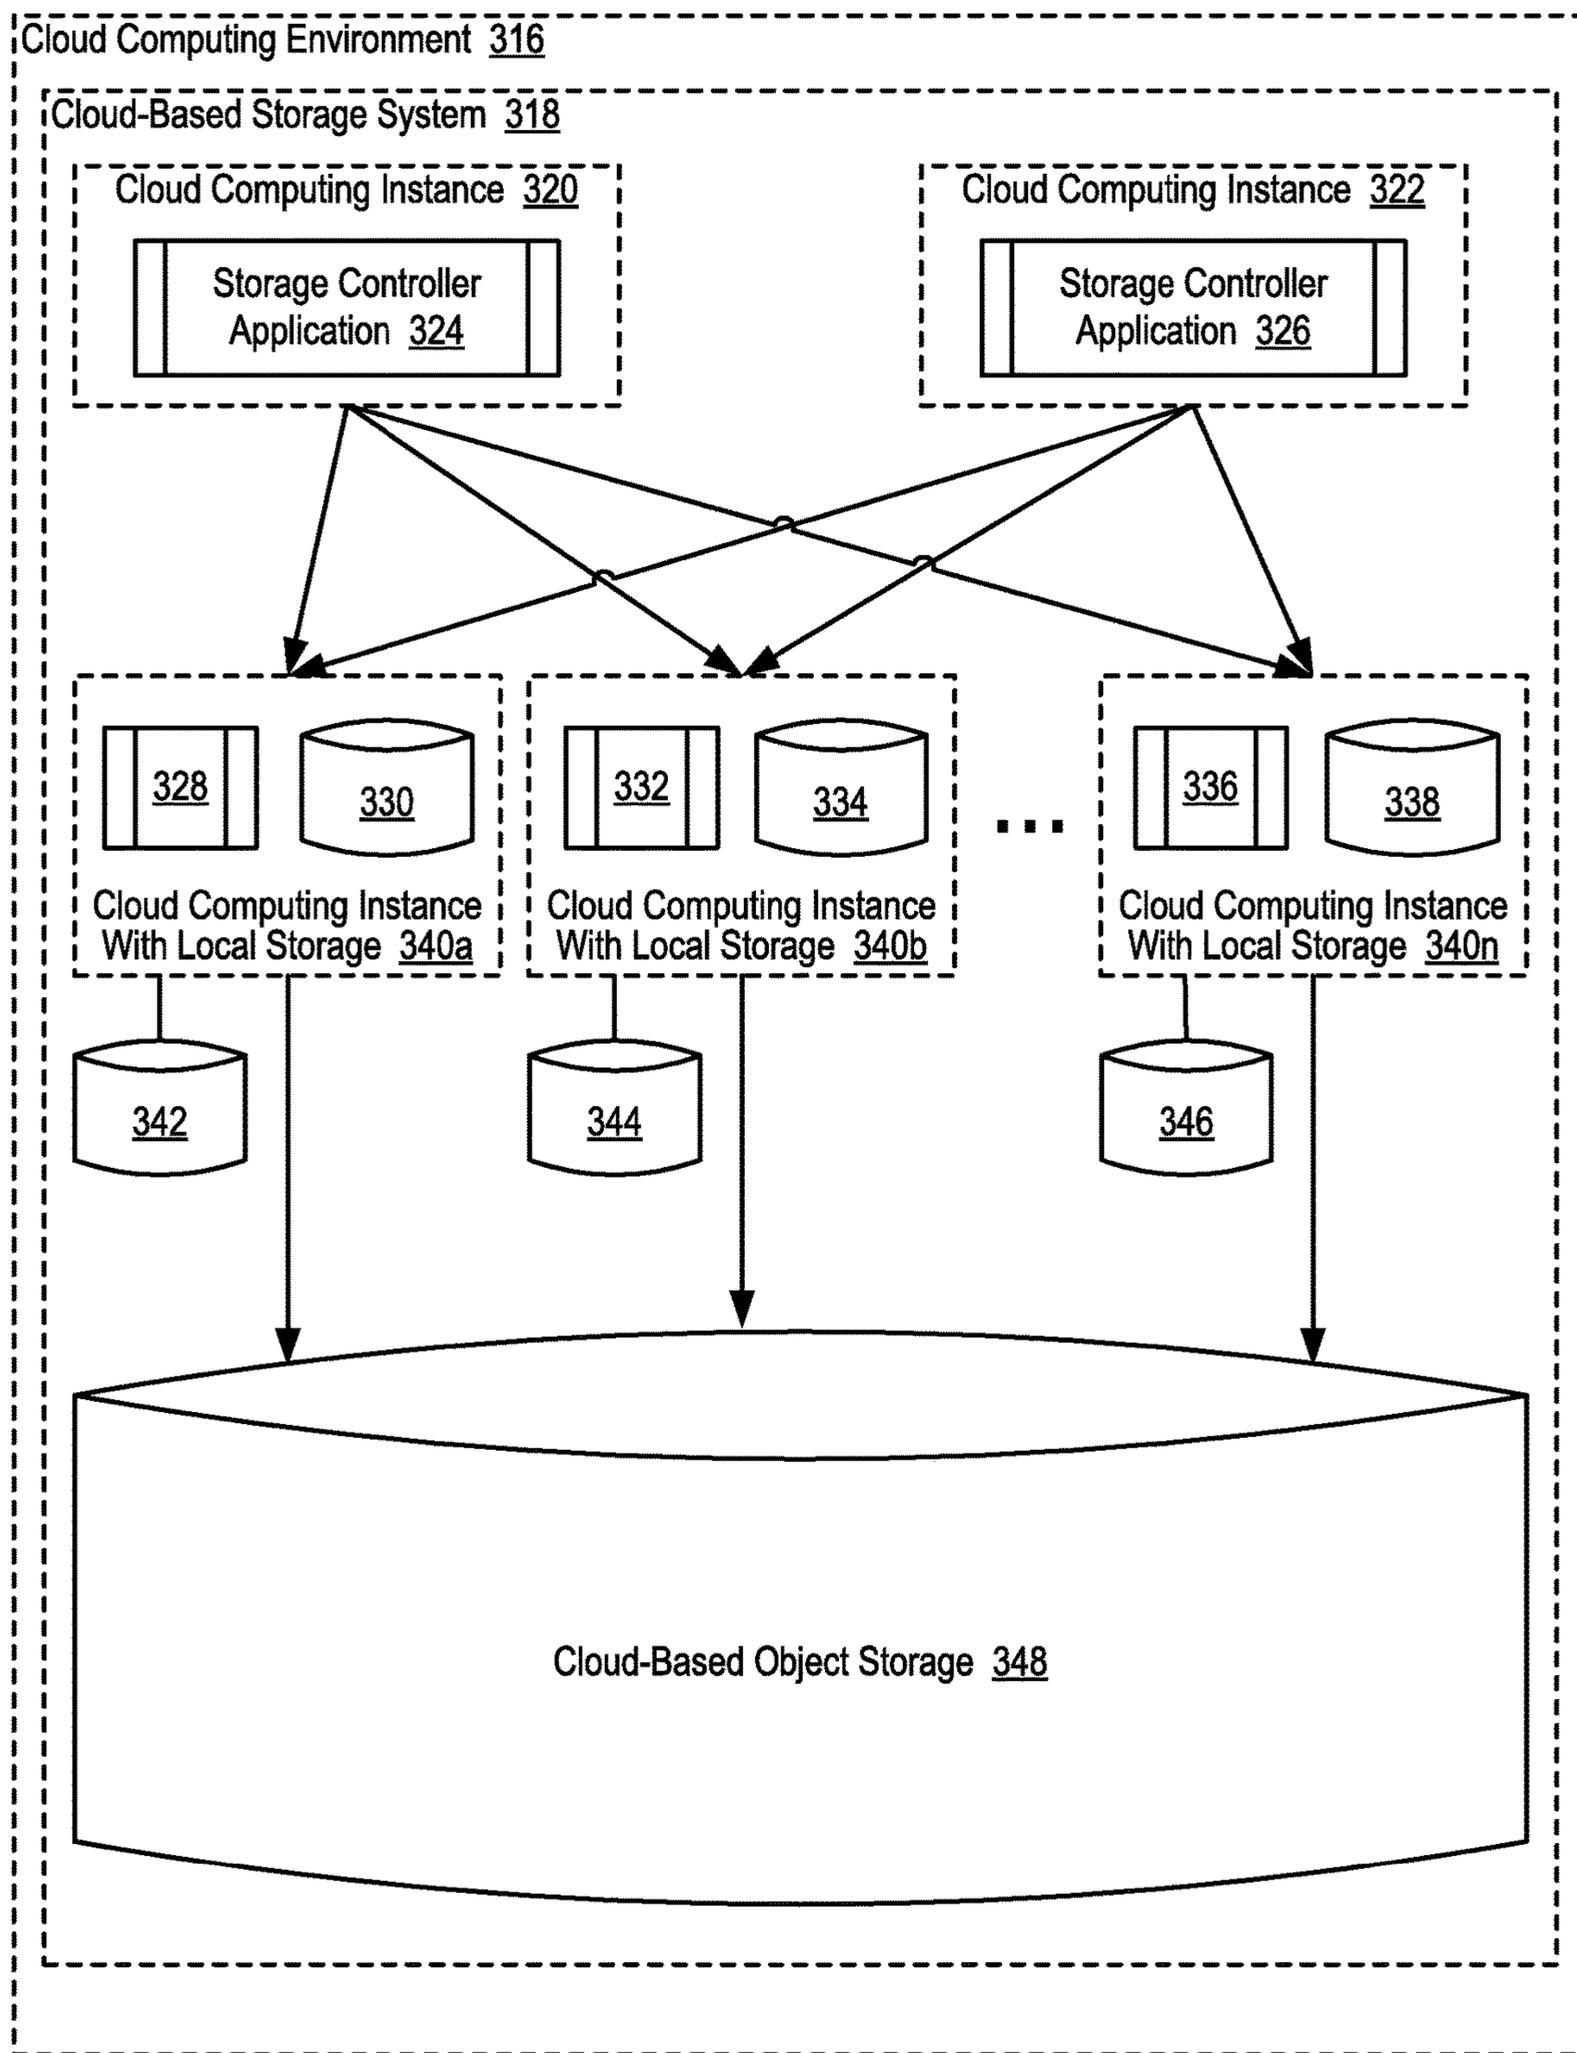 Cloud Computing Environment 316
Cloud-Based Storage System 318
Cloud Computing Instance 320
Storage Controller
Application 324
Cloud Computing Instance 322
Storage Controller
Application 326
328
330
Cloud Computing Instance
With Local Storage 340a
332
334
Cloud Computing Instance
With Local Storage 340b
...
336
338
Cloud Computing Instance
With Local Storage 340n
342
344
346
Cloud-Based Object Storage 348